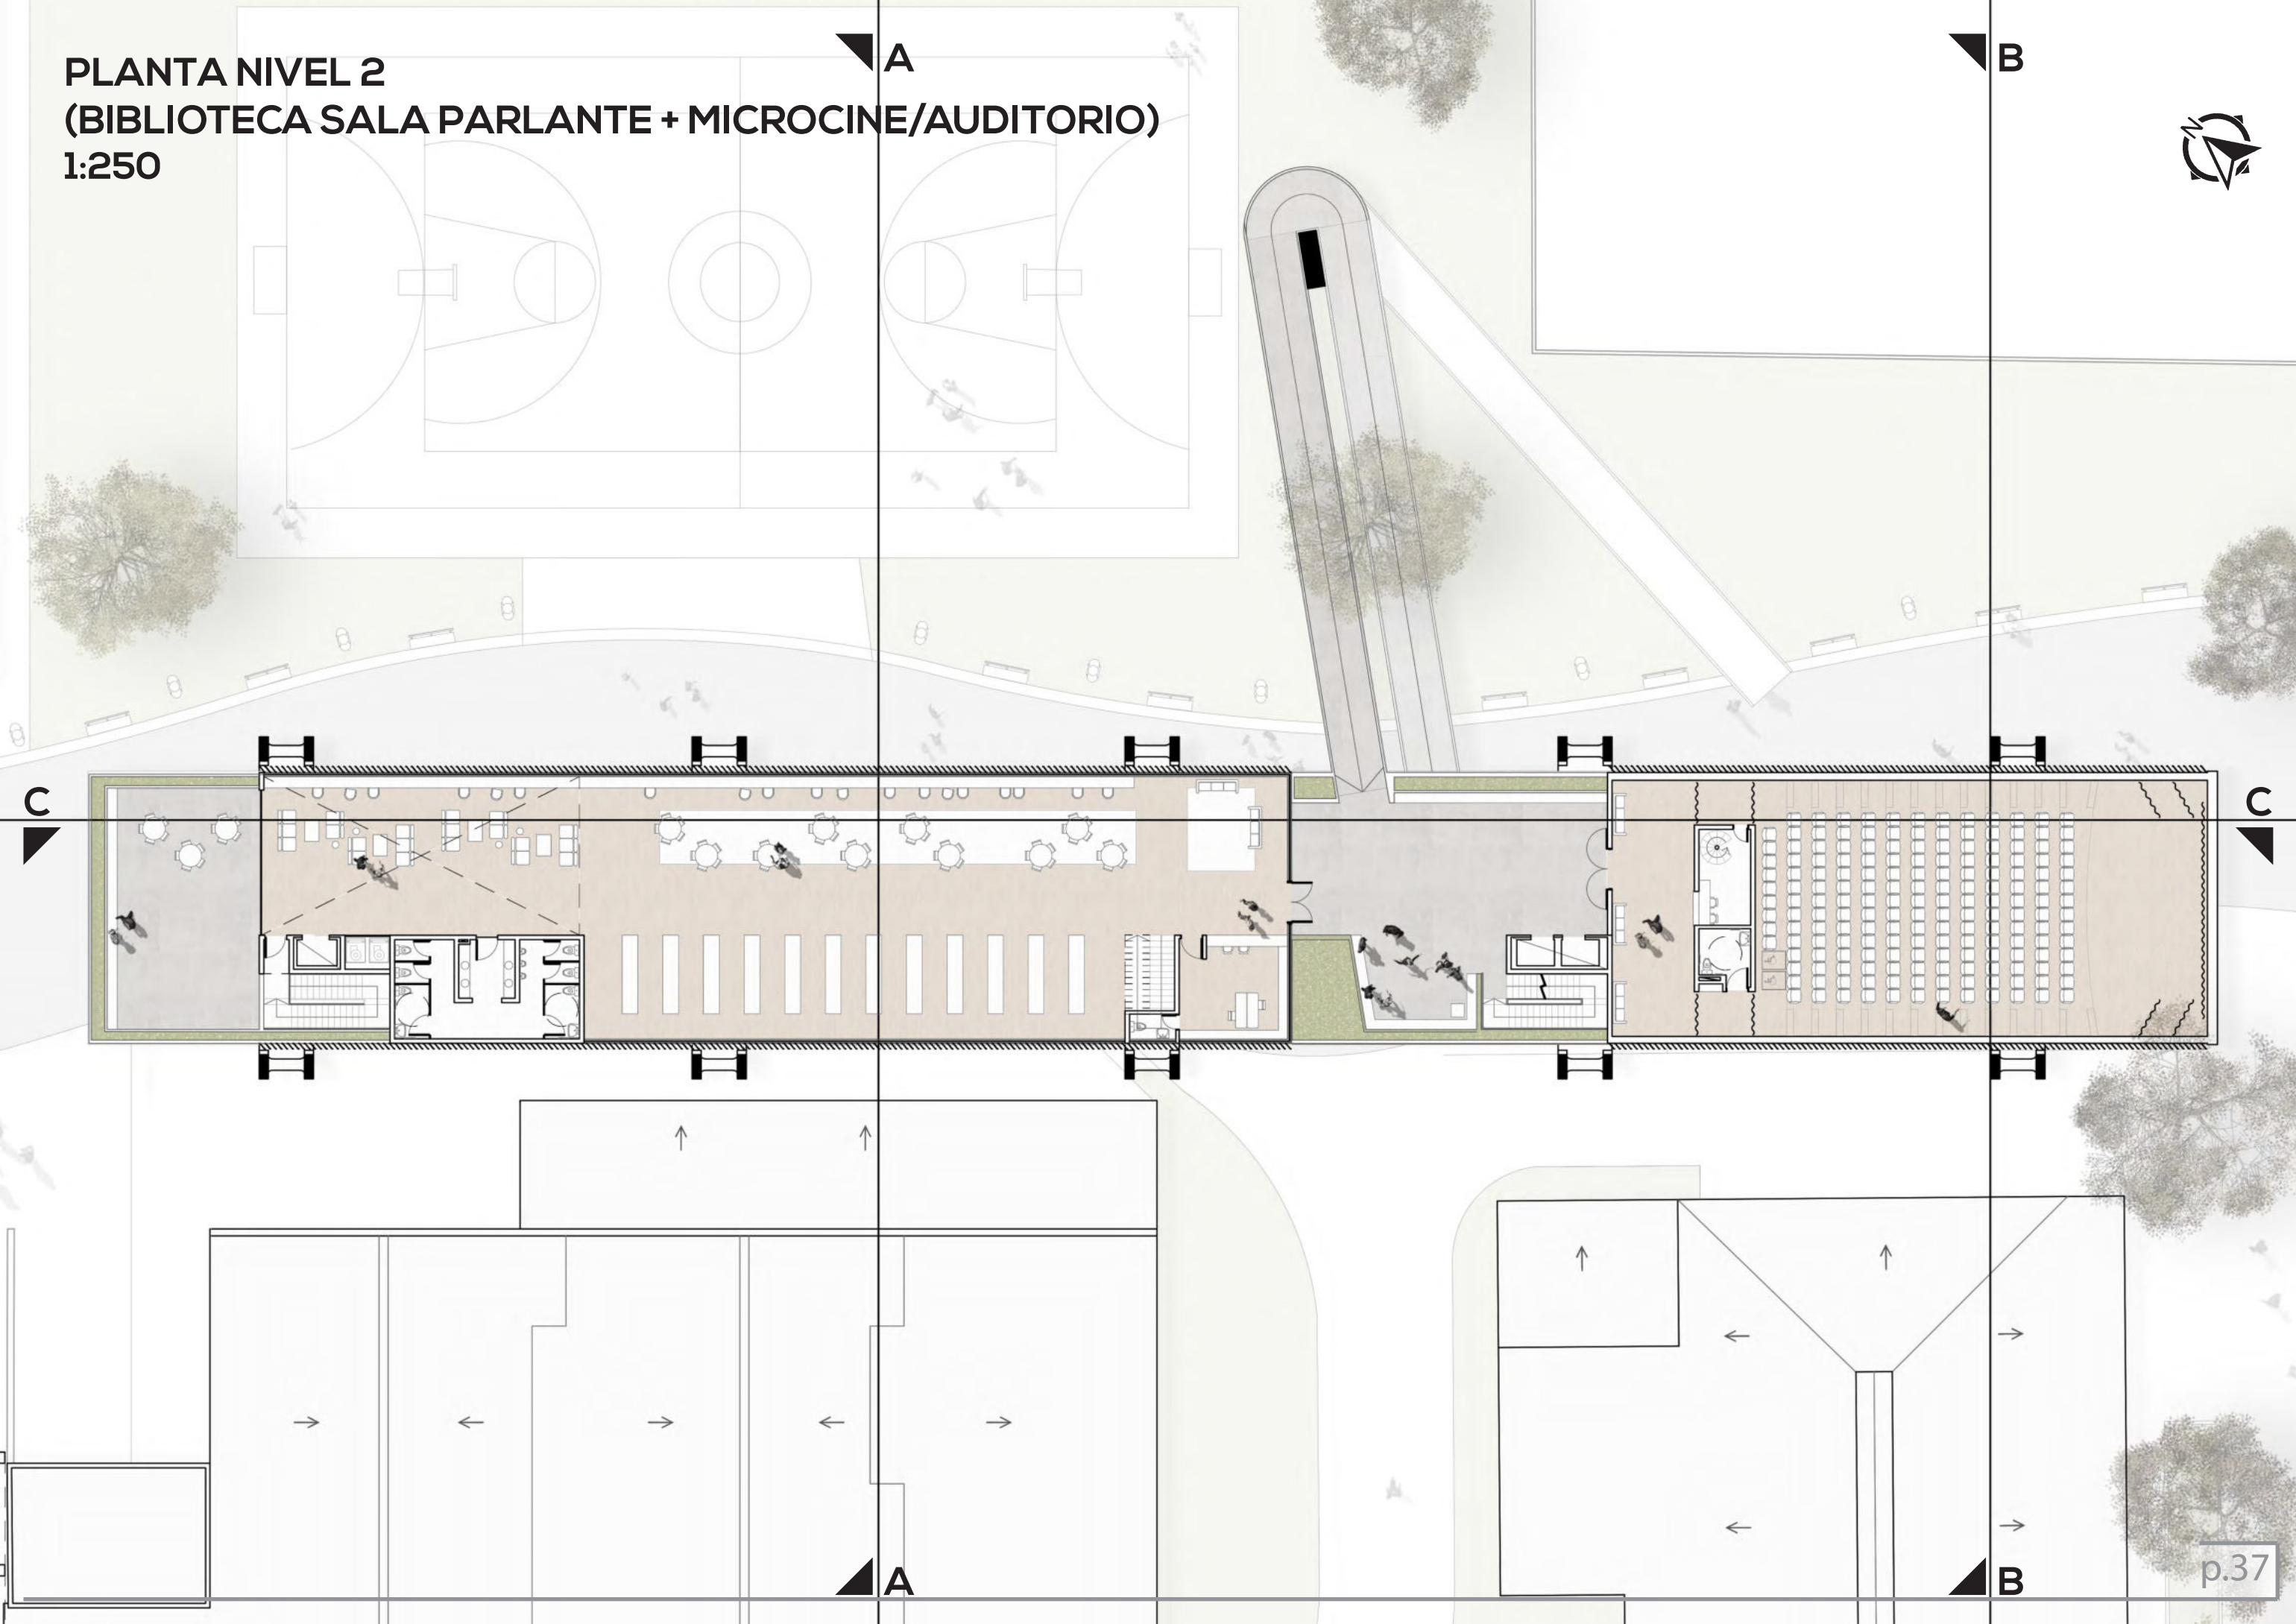 PLANTA NIVEL 2
(BIBLIOTECA SALA PARLANTE + MICROCINE/AUDITORIO)
1:250
A
B
N
C
C
A
B
p.37